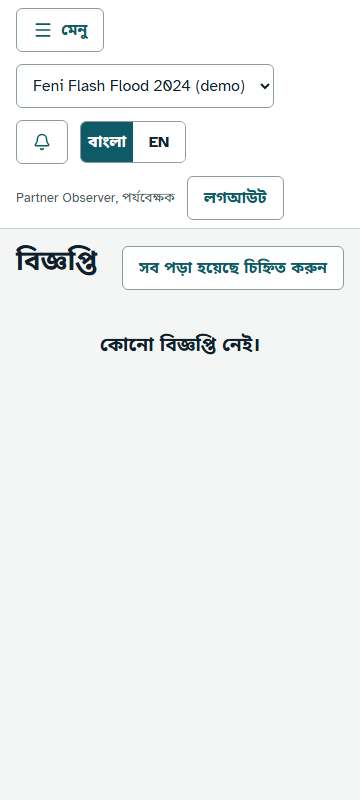 মেনু
Feni Flash Flood 2024 (demo)
বাংলা EN
Partner Observer, পর্যবেক্ষক লগআউট
বিজ্ঞপ্তি সব পড়া হয়েছে চিহ্নিত করুন
কোনো বিজ্ঞপ্তি নেই।